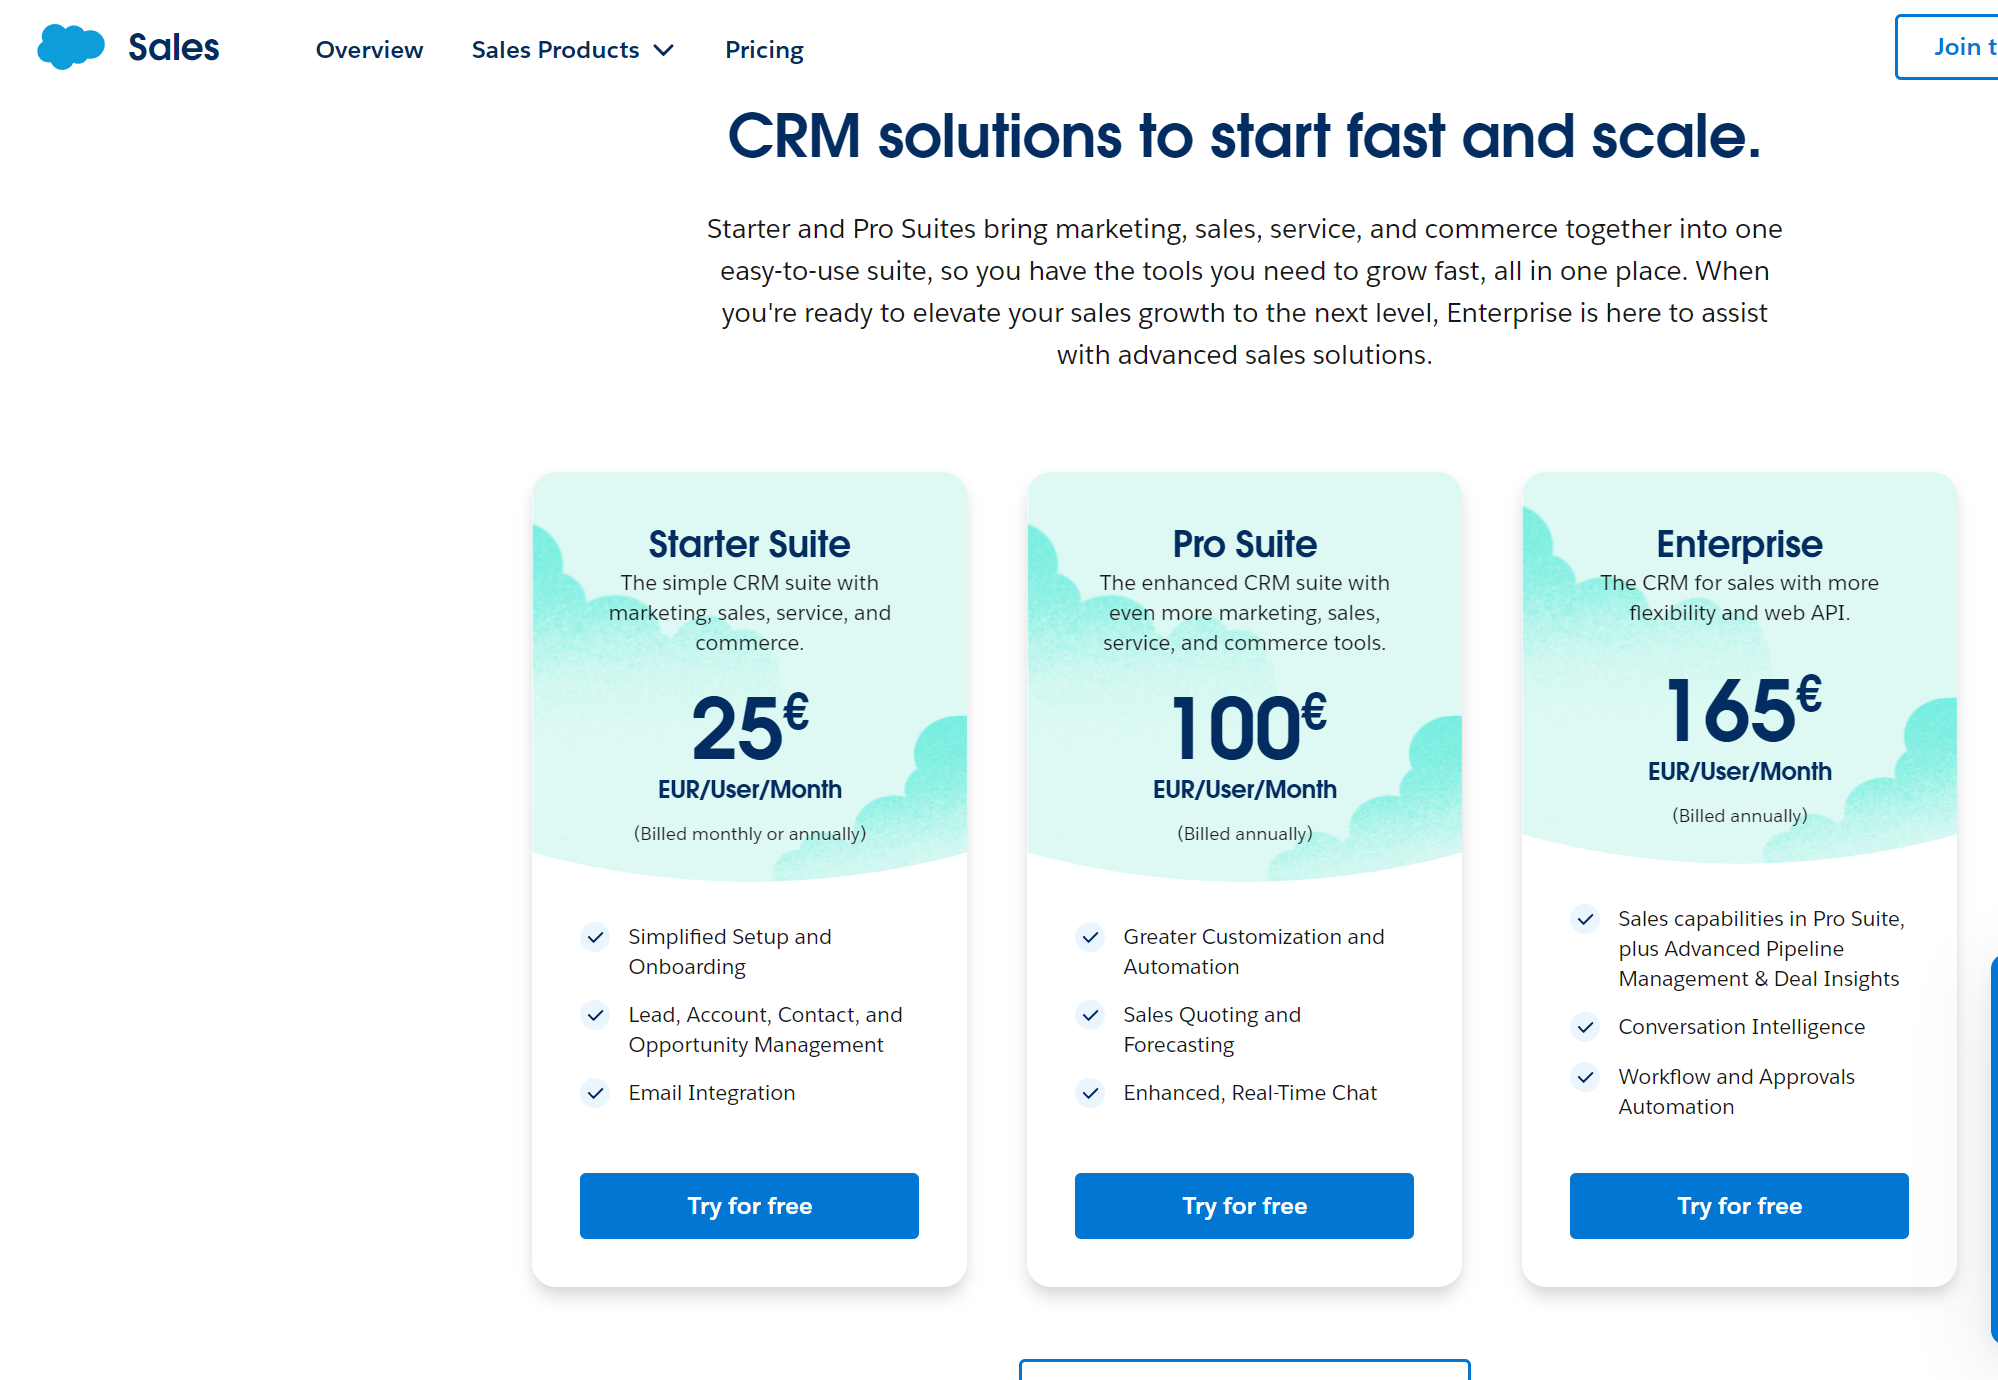 Sales
Overview
Sales Products
Pricing
Join t
CRM solutions to start fast and scale.
Starter and Pro Suites bring marketing, sales, service, and commerce together into one
easy-to-use suite, so you have the tools you need to grow fast, all in one place. When
you're ready to elevate your sales growth to the next level, Enterprise is here to assist
with advanced sales solutions.
Starter Suite
The simple CRM suite with
marketing, sales, service, and
commerce.
25€
EUR/User/Month
(Billed monthly or annually)
Simplified Setup and
Onboarding
Lead, Account, Contact, and
Opportunity Management
Email Integration
Try for free
Pro Suite
The enhanced CRM suite with
even more marketing, sales,
service, and commerce tools.
100€
EUR/User/Month
(Billed annually)
Greater Customization and
Automation
Sales Quoting and
Forecasting
Enhanced, Real-Time Chat
Try for free
Enterprise
The CRM for sales with more
flexibility and web API.
165€
EUR/User/Month
(Billed annually)
Sales capabilities in Pro Suite,
plus Advanced Pipeline
Management & Deal Insights
Conversation Intelligence
Workflow and Approvals
Automation
Try for free